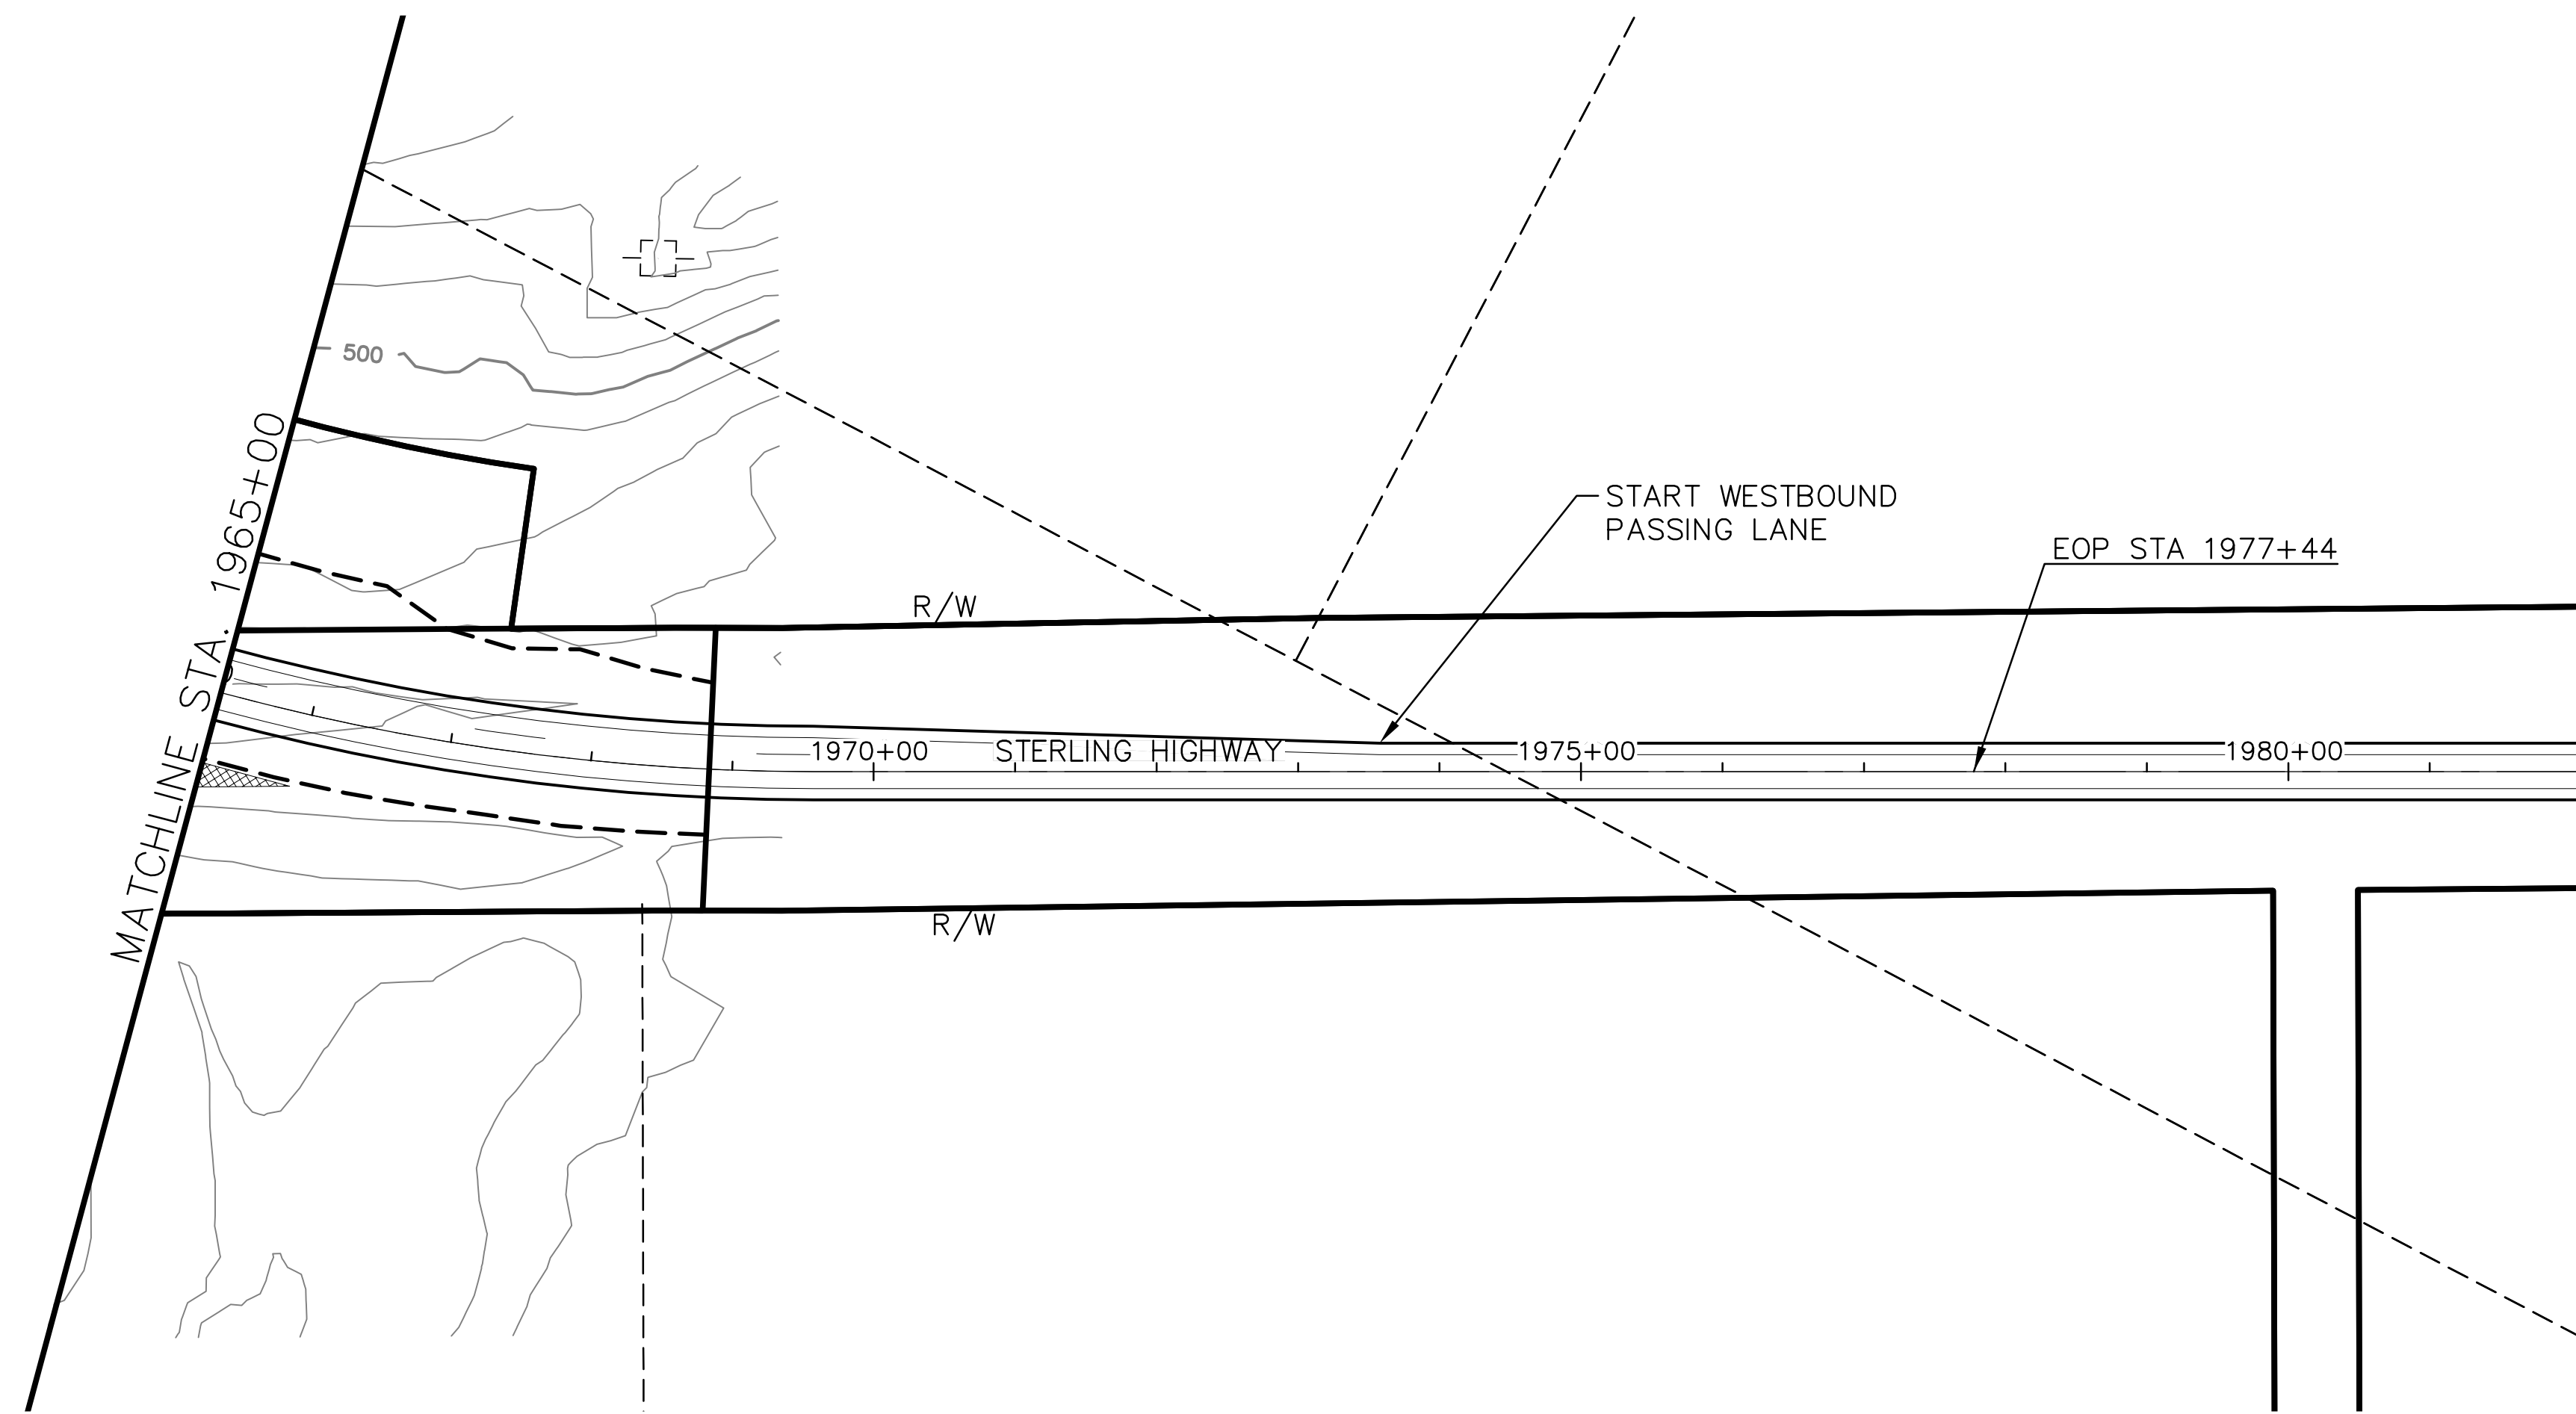 500
MATCHLINE STA. 1965+00
START WESTBOUND
PASSING LANE
EOP STA 1977+44
R/W
1970+00
STERLING HIGHWAY
1975+00
1980+00
R/W